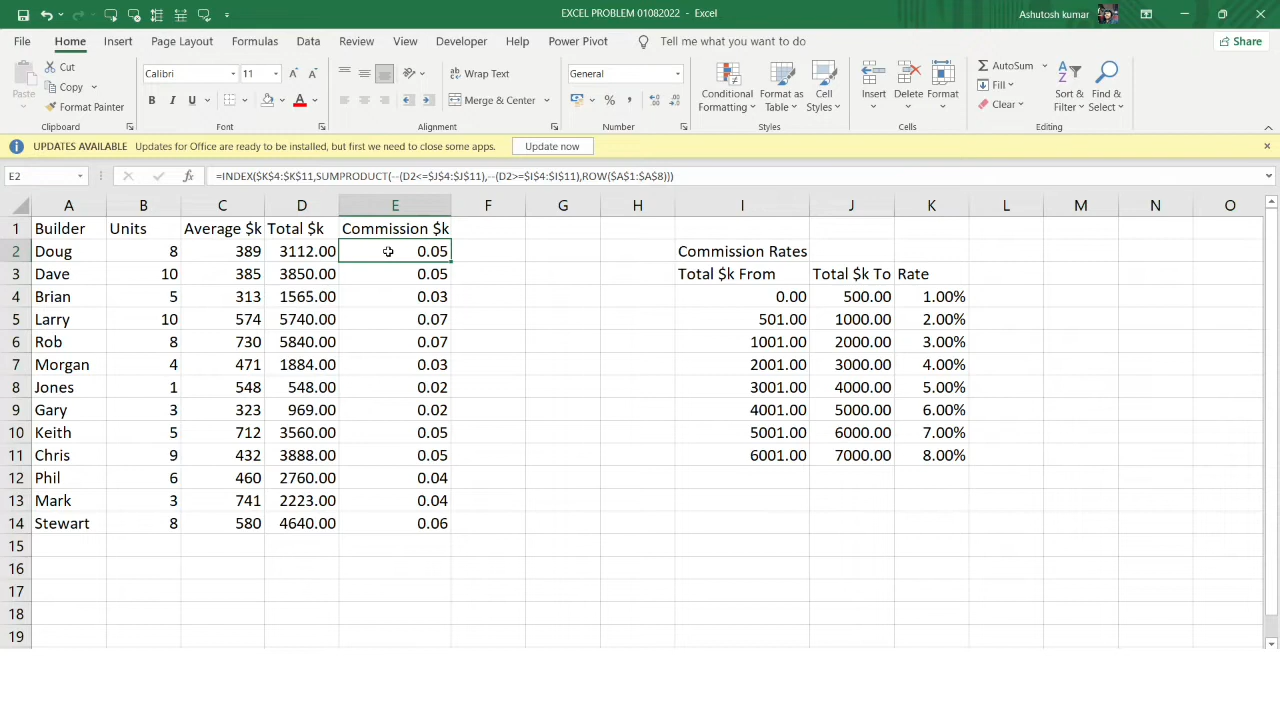 EXCEL PROBLEM 01082022 - Excel
Ashutosh kumar
File Home Insert Page Layout Formulas Data Review View Developer Help Power Pivot Tell me what you want to do Share
Paste
Cut
Copy
Format Painter
Clipboard
Calibri 11
B I U
Font
Wrap Text
Merge & Center
Alignment
General
Number
Conditional Formatting
Format as Table
Cell Styles
Styles
Insert Delete Format
Cells
AutoSum
Fill
Clear
Sort & Filter
Find & Select
Editing
UPDATES AVAILABLE Updates for Office are ready to be installed, but first we need to close some apps. Update now
E2 fx =INDEX($K$4:$K$11,SUMPRODUCT(--(D2<=$J$4:$J$11),--(D2>=$I$4:$I$11),ROW($A$1:$A$8)))
A B C D E F G H I J K L M N O
1 Builder Units Average $k Total $k Commission $k
2 Doug 8 389 3112.00 0.05 Commission Rates
3 Dave 10 385 3850.00 0.05 Total $k From Total $k To Rate
4 Brian 5 313 1565.00 0.03 0.00 500.00 1.00%
5 Larry 10 574 5740.00 0.07 501.00 1000.00 2.00%
6 Rob 8 730 5840.00 0.07 1001.00 2000.00 3.00%
7 Morgan 4 471 1884.00 0.03 2001.00 3000.00 4.00%
8 Jones 1 548 548.00 0.02 3001.00 4000.00 5.00%
9 Gary 3 323 969.00 0.02 4001.00 5000.00 6.00%
10 Keith 5 712 3560.00 0.05 5001.00 6000.00 7.00%
11 Chris 9 432 3888.00 0.05 6001.00 7000.00 8.00%
12 Phil 6 460 2760.00 0.04
13 Mark 3 741 2223.00 0.04
14 Stewart 8 580 4640.00 0.06
15
16
17
18
19